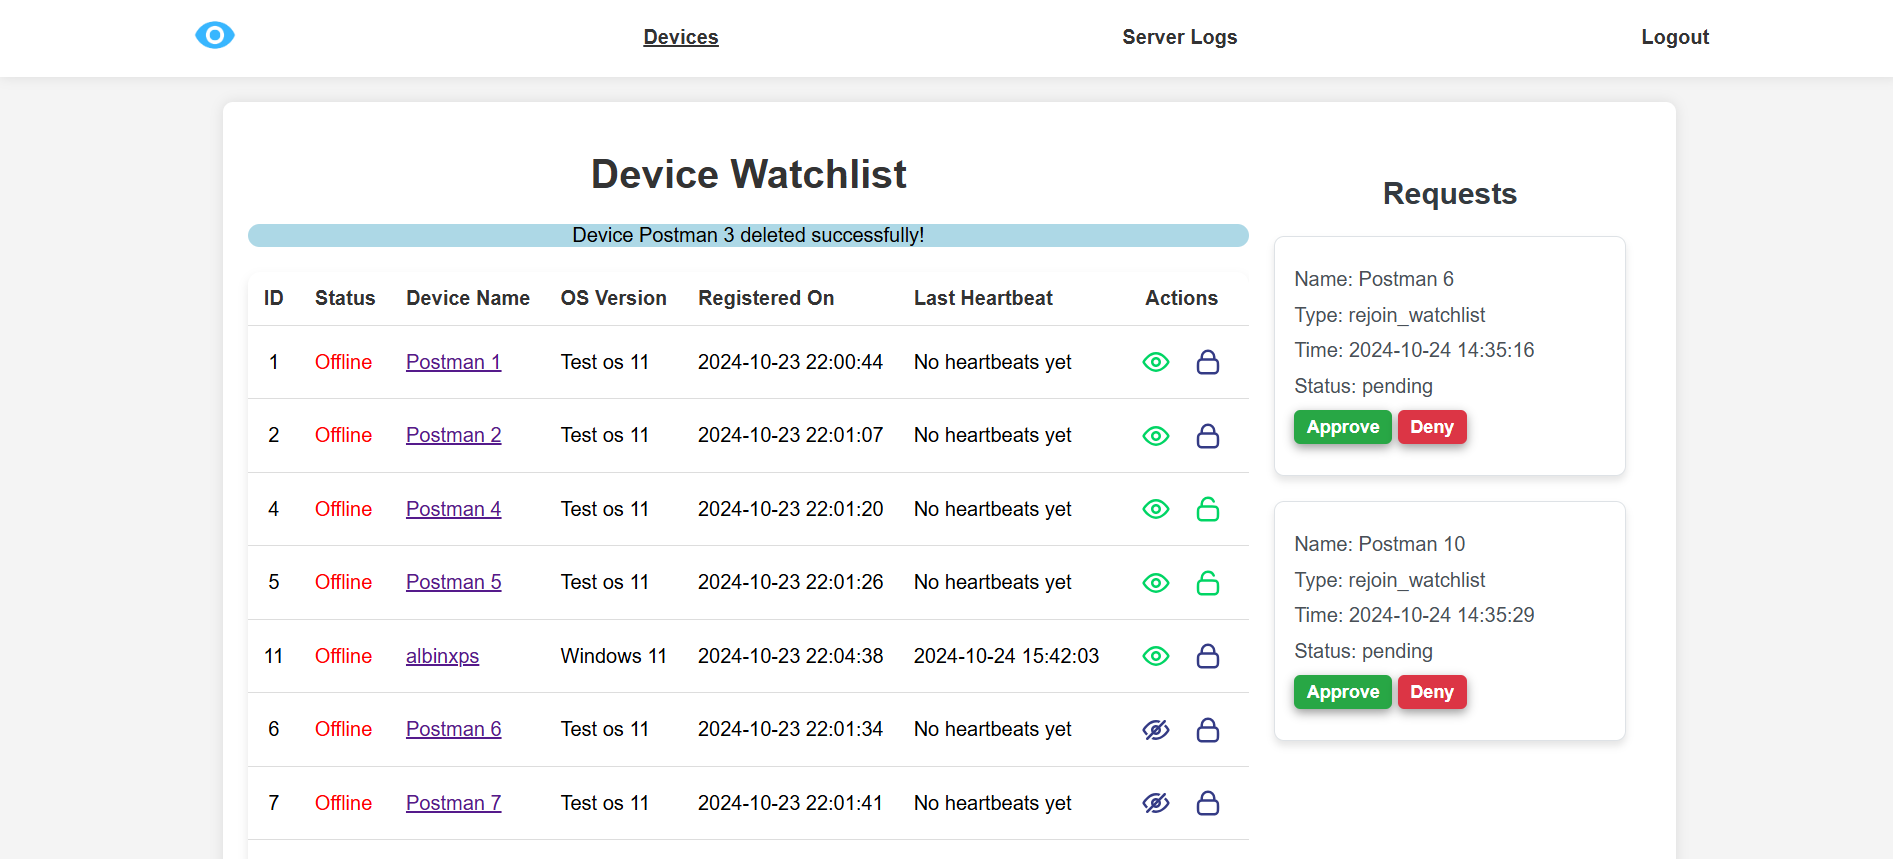 Devices
Server Logs
Logout
Device Watchlist
Device Postman 3 deleted successfully!
ID Status Device Name OS Version Registered On Last Heartbeat Actions
1 Offline Postman 1 Test os 11 2024-10-23 22:00:44 No heartbeats yet
2 Offline Postman 2 Test os 11 2024-10-23 22:01:07 No heartbeats yet
4 Offline Postman 4 Test os 11 2024-10-23 22:01:20 No heartbeats yet
5 Offline Postman 5 Test os 11 2024-10-23 22:01:26 No heartbeats yet
11 Offline albinxps Windows 11 2024-10-23 22:04:38 2024-10-24 15:42:03
6 Offline Postman 6 Test os 11 2024-10-23 22:01:34 No heartbeats yet
7 Offline Postman 7 Test os 11 2024-10-23 22:01:41 No heartbeats yet
Requests
Name: Postman 6
Type: rejoin_watchlist
Time: 2024-10-24 14:35:16
Status: pending
Approve Deny
Name: Postman 10
Type: rejoin_watchlist
Time: 2024-10-24 14:35:29
Status: pending
Approve Deny